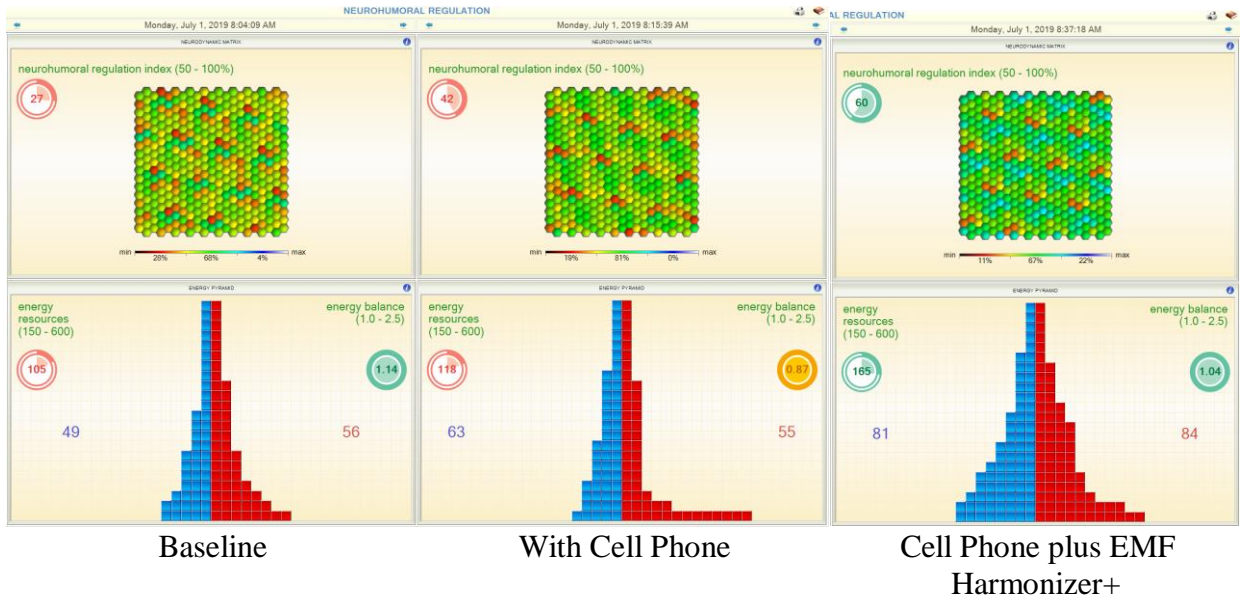 NEUROHUMORAL REGULATION
Monday, July 1, 2019 8:04:09 AM
NEURODYNAMIC MATRIX
neurohumoral regulation index (50 - 100%)
27
min
28%
68%
4%
max
ENERGY PYRAMID
energy
resources
(150 - 600)
energy balance
(1.0 - 2.5)
105
1.14
49
56
Baseline
Monday, July 1, 2019 8:15:39 AM
NEURODYNAMIC MATRIX
neurohumoral regulation index (50 - 100%)
42
min
19%
81%
0%
max
ENERGY PYRAMID
energy
resources
(150 - 600)
energy balance
(1.0 - 2.5)
118
0.87
63
55
With Cell Phone
AL REGULATION
Monday, July 1, 2019 8:37:18 AM
NEURODYNAMIC MATRIX
neurohumoral regulation index (50 - 100%)
60
min
11%
67%
22%
max
ENERGY PYRAMID
energy
resources
(150 - 600)
energy balance
(1.0 - 2.5)
165
1.04
81
84
Cell Phone plus EMF
Harmonizer+